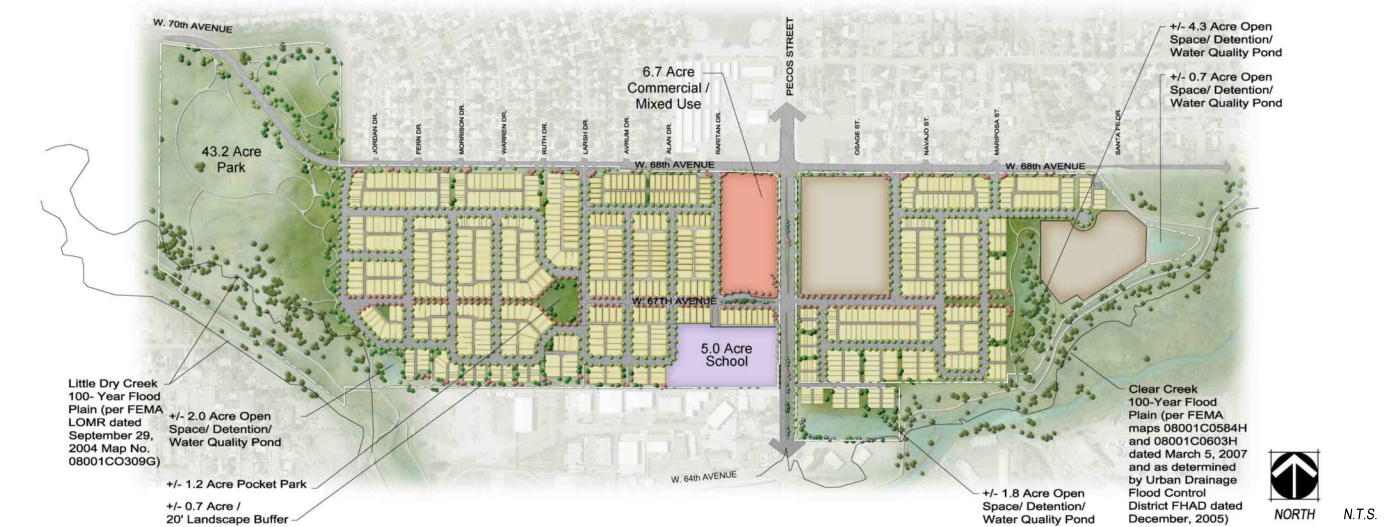 W. 70th AVENUE
PECOS STREET
+/- 4.3 Acre Open
Space/ Detention/
Water Quality Pond
+/- 0.7 Acre Open
Space/ Detention/
Water Quality Pond
6.7 Acre
Commercial /
Mixed Use
JORDAN DR.
FERN DR.
MORRISON DR.
WARREN DR.
RUTH DR.
LARSH DR.
AVRUM DR.
ALAN DR.
RARITAN DR.
OSAGE ST.
NAVAJO ST.
MARIPOSA ST.
SANTA FE DR.
43.2 Acre
Park
W. 68th AVENUE
W. 68th AVENUE
W. 67TH AVENUE
5.0 Acre
School
Little Dry Creek
100- Year Flood
Plain (per FEMA
LOMR dated
September 29,
2004 Map No.
08001CO309G)
+/- 2.0 Acre Open
Space/ Detention/
Water Quality Pond
+/- 1.2 Acre Pocket Park
+/- 0.7 Acre /
20' Landscape Buffer
W. 64th AVENUE
+/- 1.8 Acre Open
Space/ Detention/
Water Quality Pond
Clear Creek
100-Year Flood
Plain (per FEMA
maps 08001C0584H
and 08001C0603H
dated March 5, 2007
and as determined
by Urban Drainage
Flood Control
District FHAD dated
December, 2005)
NORTH
N.T.S.